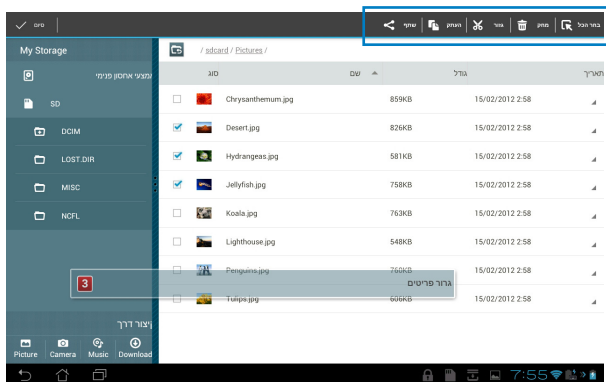 סיום שתף העתק גזור מחק בחר הכל
My Storage / sdcard / Pictures /
אמצעי אחסון פנימי
סוג שם גודל תאריך
SD
Chrysanthemum.jpg 859KB 15/02/2012 2:58
DCIM
Desert.jpg 826KB 15/02/2012 2:58
LOST.DIR
Hydrangeas.jpg 581KB 15/02/2012 2:58
MISC
Jellyfish.jpg 758KB 15/02/2012 2:58
NCFL
Koala.jpg 763KB 15/02/2012 2:58
Lighthouse.jpg 548KB 15/02/2012 2:58
Penguins.jpg 760KB 15/02/2012 2:58
3 גרור פריטים
Tulips.jpg 606KB 15/02/2012 2:58
קיצור דרך
Picture Camera Music Download
7:55